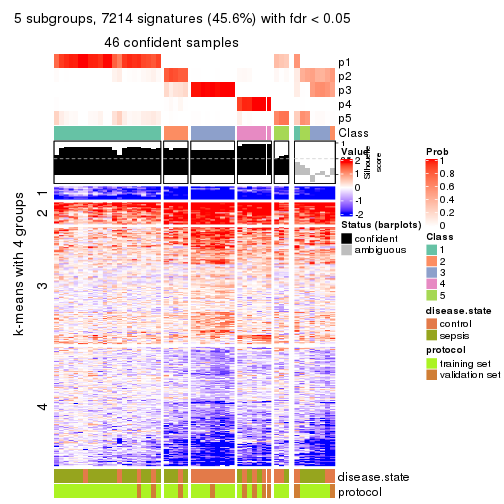 5 subgroups, 7214 signatures (45.6%) with fdr < 0.05
46 confident samples
p1
p2
p3
p4
p5
Class
1
Silhouette
score
k-means with 4 groups
1
2
3
4
disease.state
protocol
Value
2
1
0
-1
-2
Status (barplots)
confident
ambiguous
Prob
1
0.8
0.6
0.4
0.2
0
Class
1
2
3
4
5
disease.state
control
sepsis
protocol
training set
validation set